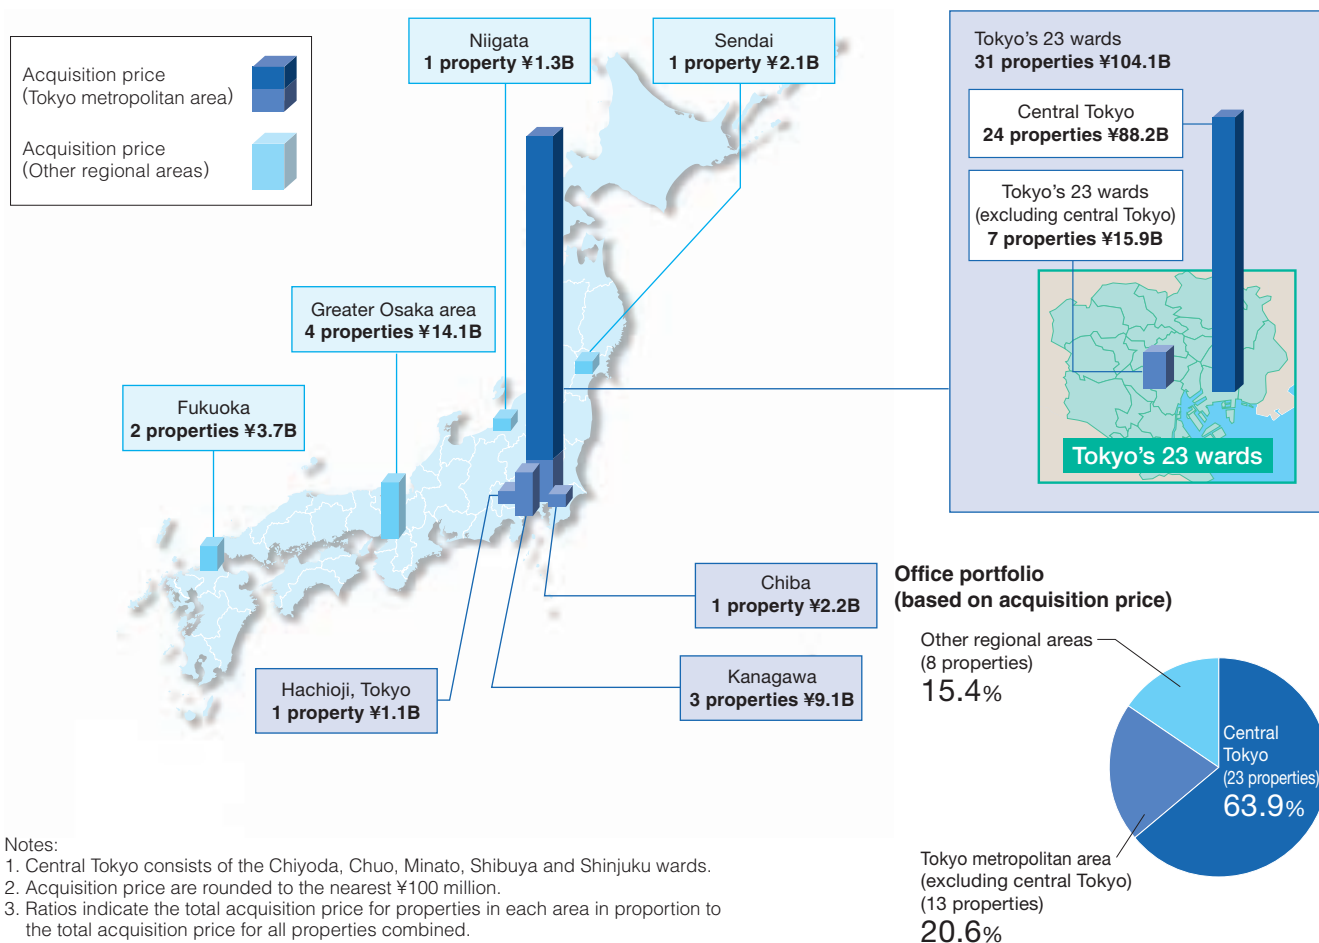 Acquisition price
(Tokyo metropolitan area)
Acquisition price
(Other regional areas)
Niigata
1 property ¥1.3B
Sendai
1 property ¥2.1B
Greater Osaka area
4 properties ¥14.1B
Fukuoka
2 properties ¥3.7B
Tokyo's 23 wards
31 properties ¥104.1B
Central Tokyo
24 properties ¥88.2B
Tokyo's 23 wards
(excluding central Tokyo)
7 properties ¥15.9B
Tokyo's 23 wards
Chiba
1 property ¥2.2B
Kanagawa
3 properties ¥9.1B
Hachioji, Tokyo
1 property ¥1.1B
Office portfolio
(based on acquisition price)
Other regional areas
(8 properties)
15.4%
Central
Tokyo
(23 properties)
63.9%
Tokyo metropolitan area
(excluding central Tokyo)
(13 properties)
20.6%
Notes:
1. Central Tokyo consists of the Chiyoda, Chuo, Minato, Shibuya and Shinjuku wards.
2. Acquisition price are rounded to the nearest ¥100 million.
3. Ratios indicate the total acquisition price for properties in each area in proportion to
the total acquisition price for all properties combined.